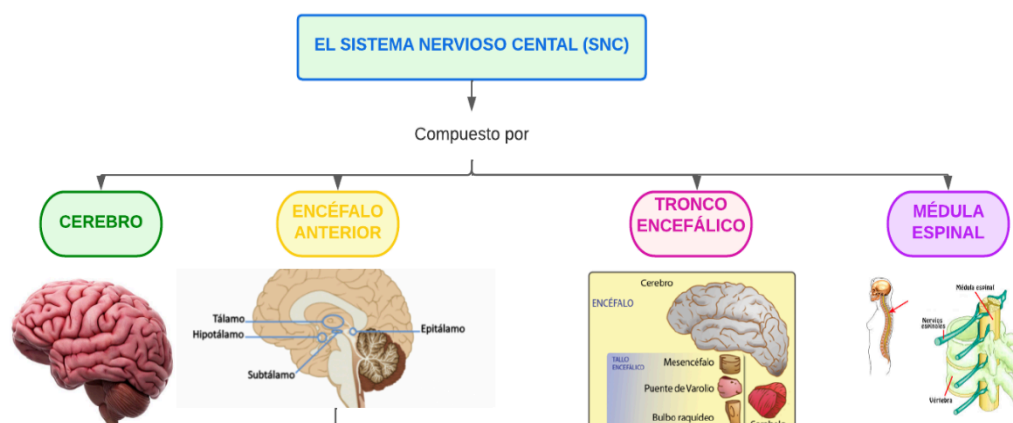 EL SISTEMA NERVIOSO CENTAL (SNC)
Compuesto por
CEREBRO
ENCÉFALO
ANTERIOR
TRONCO
ENCEFÁLICO
MÉDULA
ESPINAL
Tálamo
Hipotálamo
Epitálamo
Subtálamo
Cerebro
ENCÉFALO
TALLO
ENCEFÁLICO
Mesencéfalo
Puente de Varolio
Bulbo raquídeo
Médula espinal
Nervios
espinales
Vértebra